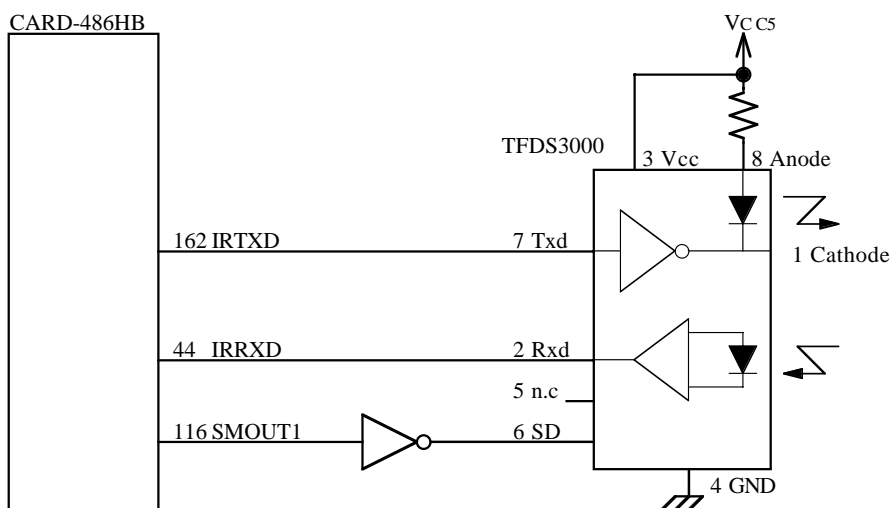 CARD-486HB
VCC5
TFDS3000
3 Vcc
8 Anode
162 IRTXD
7 Txd
1 Cathode
44 IRRXD
2 Rxd
5 n.c
116 SMOUT1
6 SD
4 GND